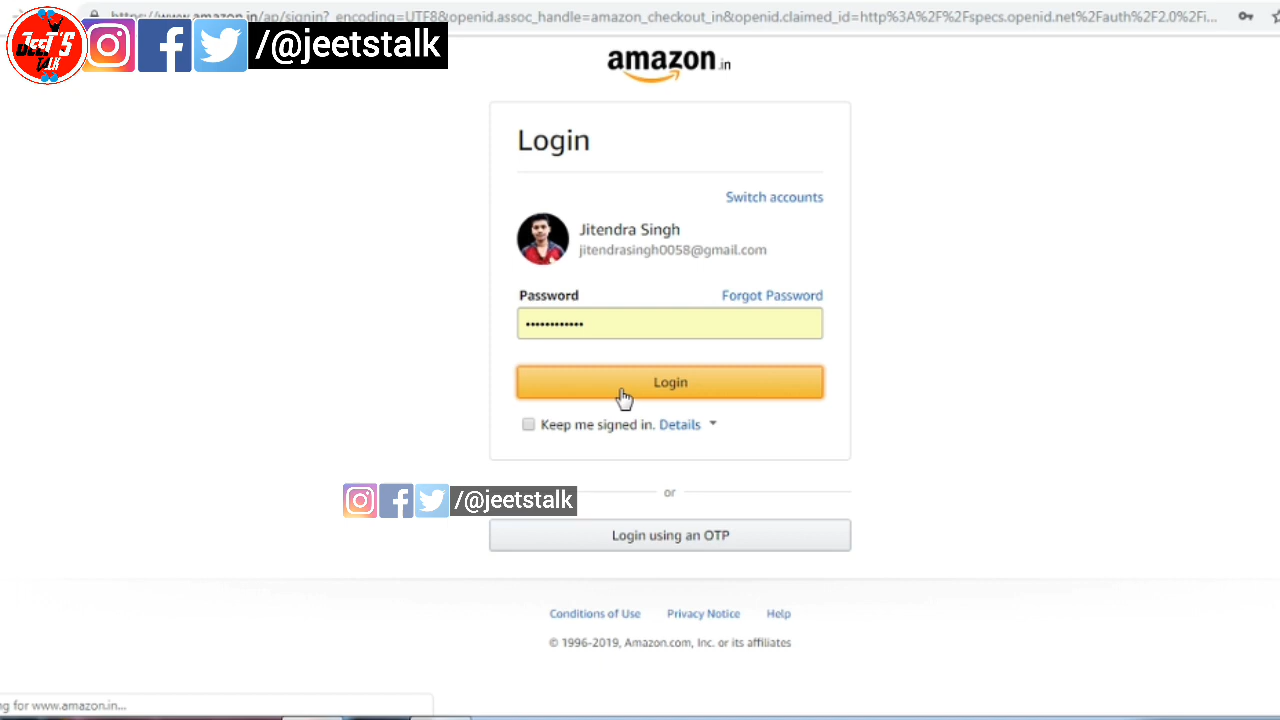 https://www.amazon.in/ap/signin?_encoding=UTF8&openid.assoc_handle=amazon_checkout_in&openid.claimed_id=http%3A%2F%2Fspecs.openid.net%2Fauth%2F2.0%2Fi...
JEET'S
TALK
/@jeetstalk
amazon.in
Login
Switch accounts
Jitendra Singh
jitendrasingh0058@gmail.com
Password
Forgot Password
••••••••••••
Login
Keep me signed in. Details
/@jeetstalk
or
Login using an OTP
Conditions of Use
Privacy Notice
Help
© 1996-2019, Amazon.com, Inc. or its affiliates
ng for www.amazon.in...